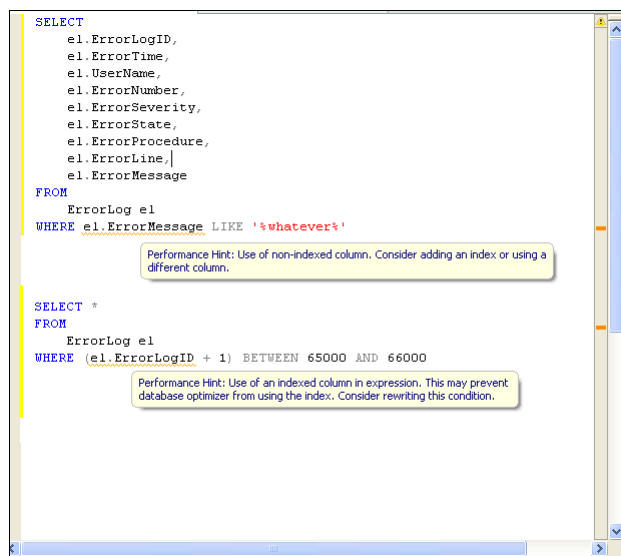 SELECT
el.ErrorLogID,
el.ErrorTime,
el.UserName,
el.ErrorNumber,
el.ErrorSeverity,
el.ErrorState,
el.ErrorProcedure,
el.ErrorLine,
el.ErrorMessage
FROM
ErrorLog el
WHERE el.ErrorMessage LIKE '%whatever%'
Performance Hint: Use of non-indexed column. Consider adding an index or using a
different column.
SELECT *
FROM
ErrorLog el
WHERE (el.ErrorLogID + 1) BETWEEN 65000 AND 66000
Performance Hint: Use of an indexed column in expression. This may prevent
database optimizer from using the index. Consider rewriting this condition.